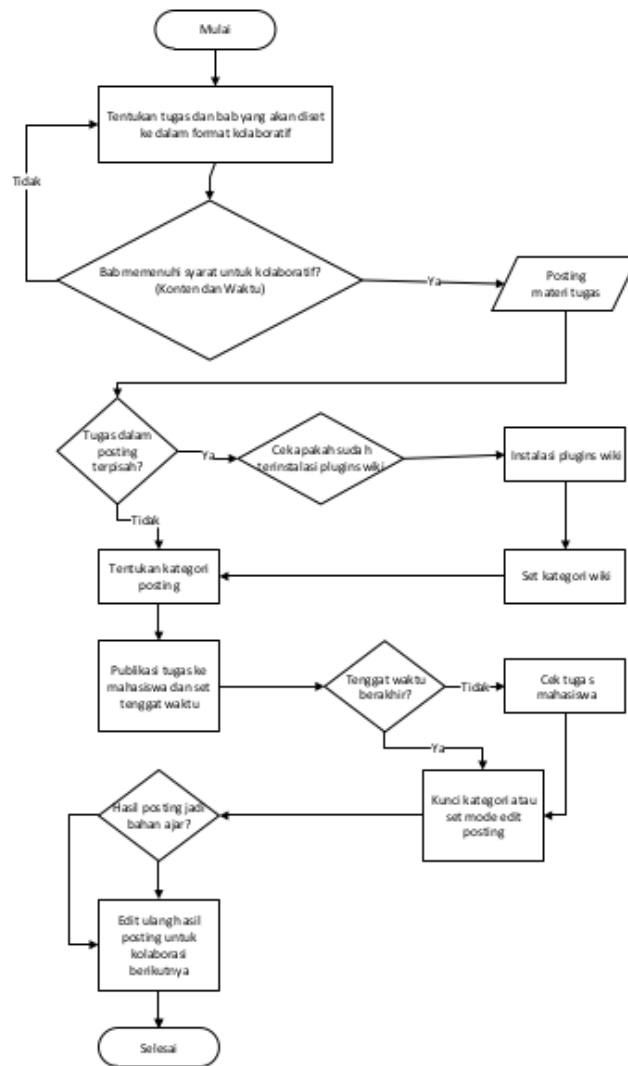 Mulai
Tentukan tugas dan bab yang akan diset
ke dalam format kolaboratif
Tidak
Bab memenuhi syarat untuk kolaboratif?
(Konten dan Waktu)
Ya
Posting
materi tugas
Tugas dalam
posting
terpisah?
Ya
Cek apakah sudah
terinstalasi plugins wiki
Instalasi plugins wiki
Tidak
Tentukan kategori
posting
Set kategori wiki
Publikasi tugas ke
mahasiswa dan set
tenggat waktu
Tenggat waktu
berakhir?
Tidak
Cek tugas
mahasiswa
Ya
Kunci kategori atau
set mode edit
posting
Hasil posting jadi
bahan ajar?
Edit ulang hasil
posting untuk
kolaborasi
berikutnya
Selesai